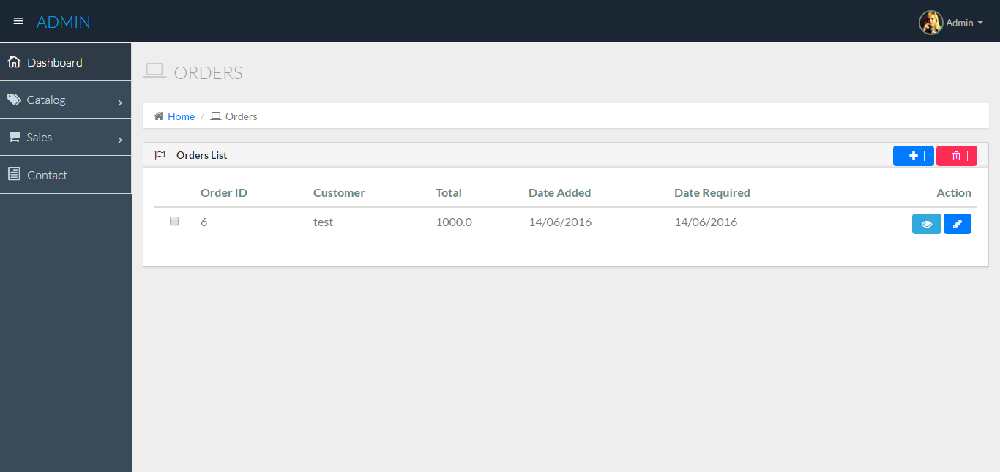 ADMIN
Admin
Dashboard
Catalog
Sales
Contact
ORDERS
Home / Orders
Orders List
Order ID Customer Total Date Added Date Required Action
6 test 1000.0 14/06/2016 14/06/2016